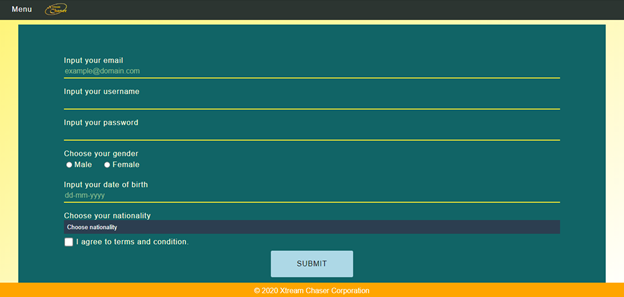 Menu
Input your email
example@domain.com
Input your username
Input your password
Choose your gender
Male Female
Input your date of birth
dd-mm-yyyy
Choose your nationality
Choose nationality
I agree to terms and condition.
SUBMIT
© 2020 Xtream Chaser Corporation